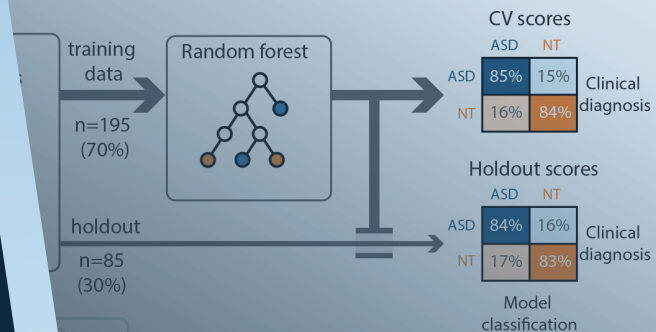 training
data
n=195
(70%)
Random forest
CV scores
ASD NT
ASD 85% 15%
NT 16% 84%
Clinical
diagnosis
holdout
n=85
(30%)
Holdout scores
ASD NT
ASD 84% 16%
NT 17% 83%
Clinical
diagnosis
Model
classification